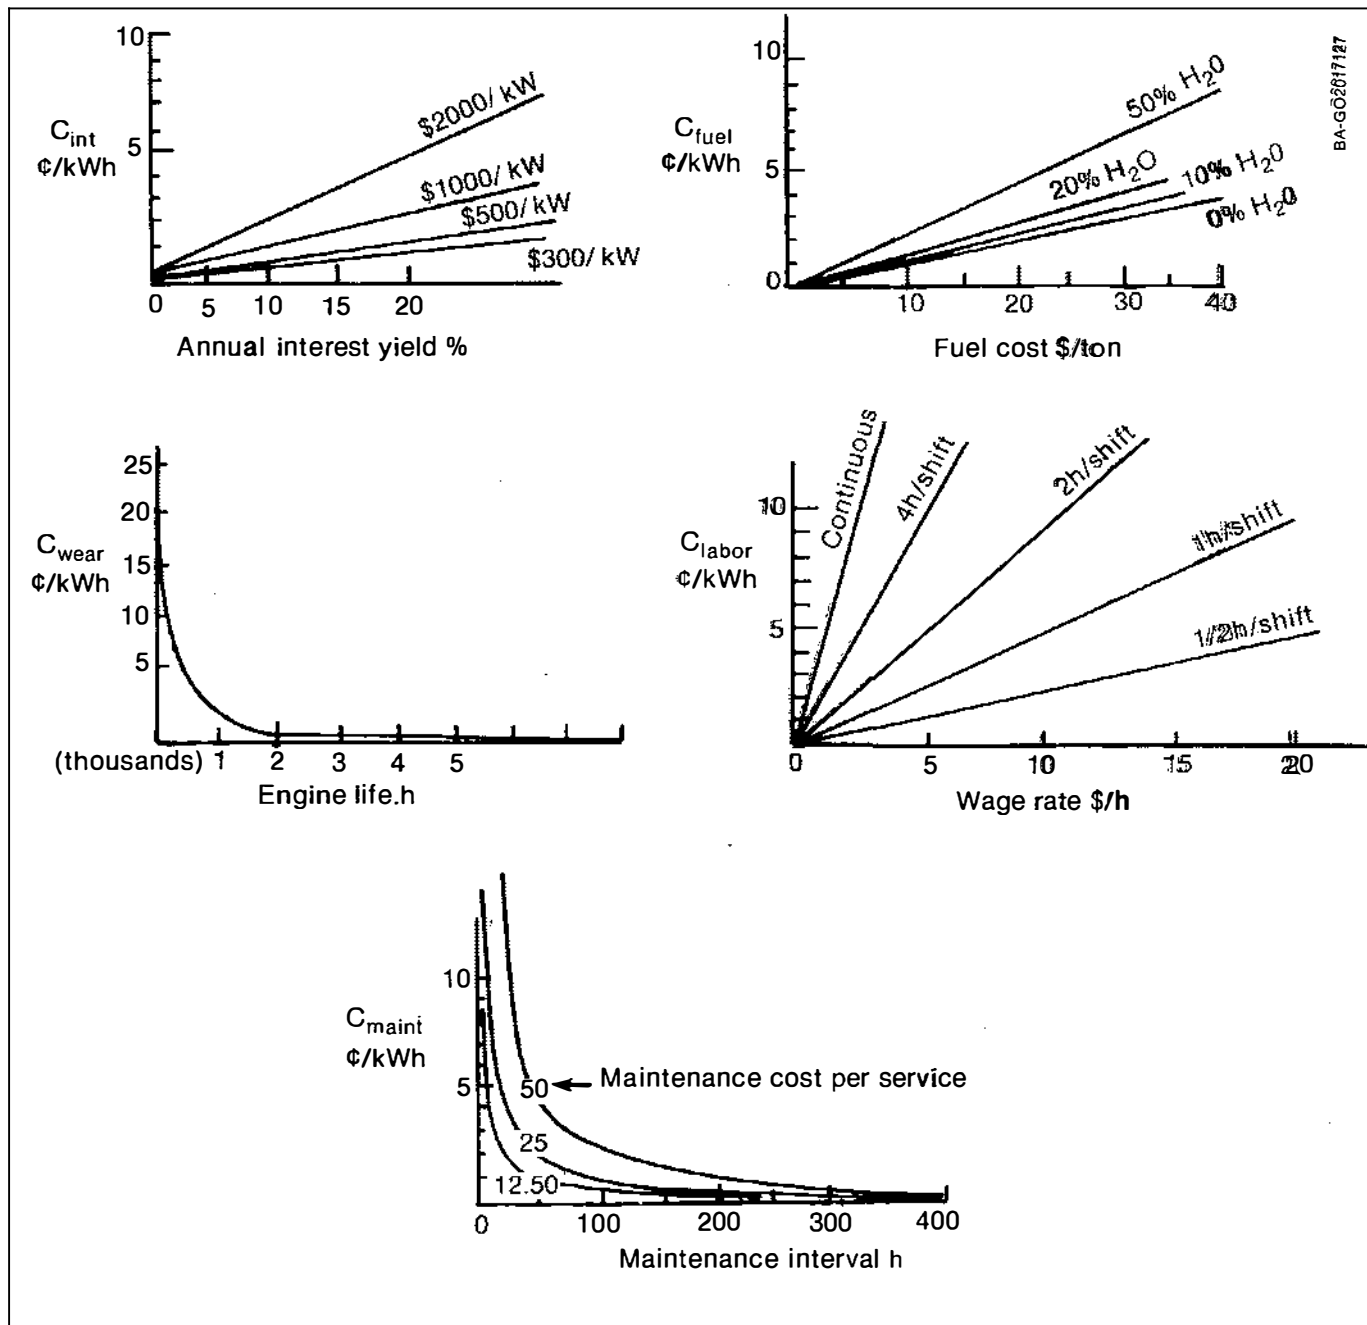 10
C_int
¢/kWh
5
$2000/ kW
$1000/ kW
$500/ kW
$300/ kW
0 5 10 15 20
Annual interest yield %
10
C_fuel
¢/kWh
5
0
50% H₂0
20% H₂O
10% H₂0
0% H₂0
10 20 30 40
Fuel cost $/ton
BA-GO2017127
25
20
C_wear
¢/kWh
15
10
5
(thousands) 1 2 3 4 5
Engine life.h
10
C_labor
¢/kWh
5
Continuous
4h/shift
2h/shift
1h/shift
1/2h/shift
0 5 10 15 20
Wage rate $/h
10
C_maint
¢/kWh
5
50
Maintenance cost per service
25
12.50
0 100 200 300 400
Maintenance interval h